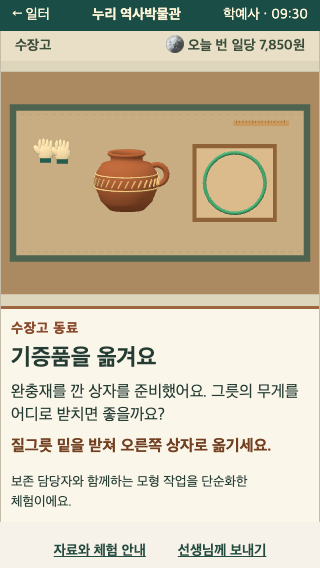 ← 일터 누리 역사박물관 학예사 · 09:30
수장고 오늘 번 일당 7,850원
수장고 동료
기증품을 옮겨요
완충재를 깐 상자를 준비했어요. 그릇의 무게를
어디로 받치면 좋을까요?
질그릇 밑을 받쳐 오른쪽 상자로 옮기세요.
보존 담당자와 함께하는 모형 작업을 단순화한
체험이에요.
자료와 체험 안내 선생님께 보내기